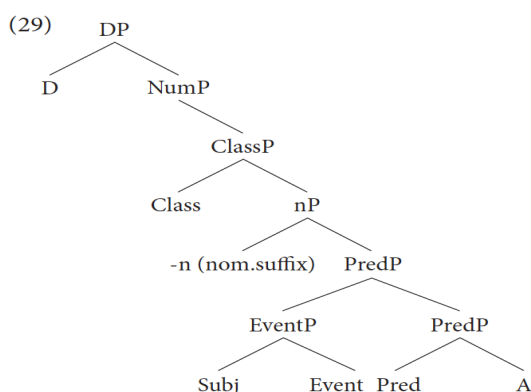 (29) DP
D NumP
ClassP
Class nP
-n (nom.suffix) PredP
EventP PredP
Subj Event Pred A